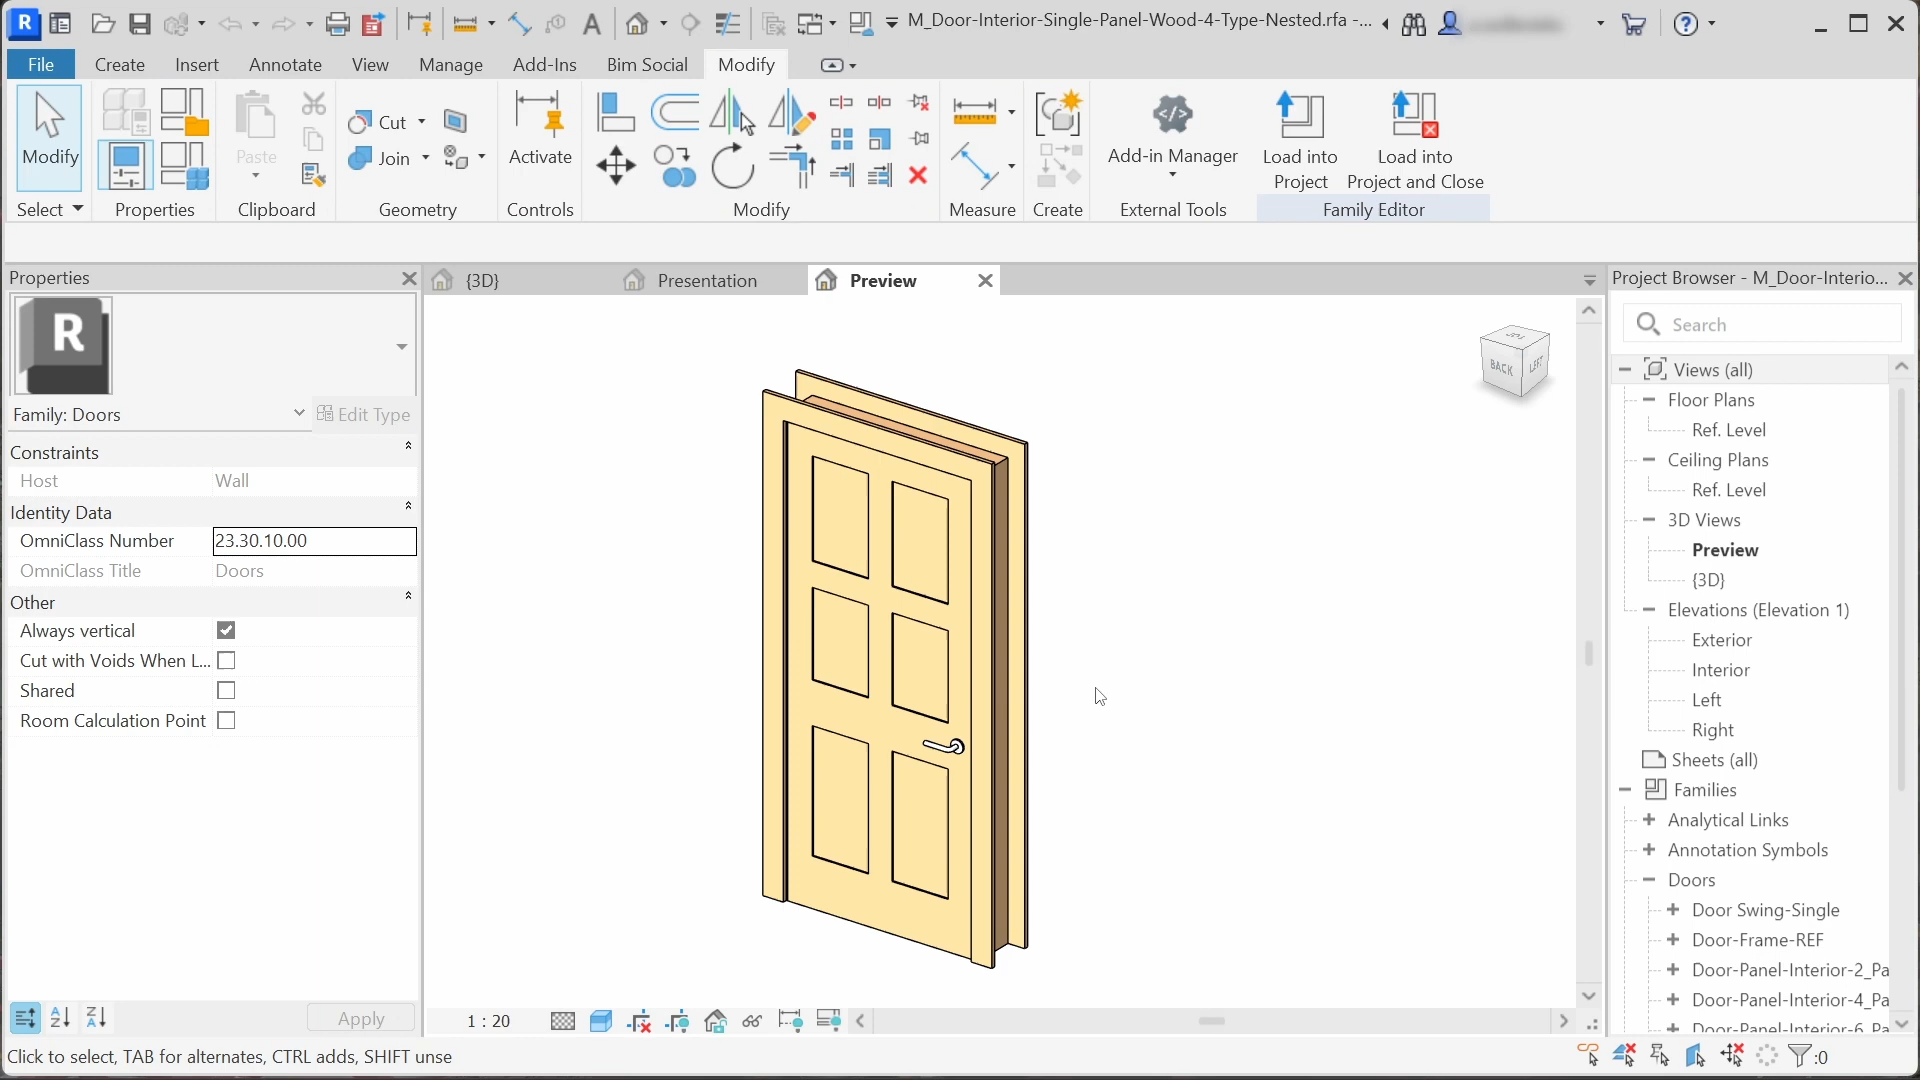 R
M_Door-Interior-Single-Panel-Wood-4-Type-Nested.rfa -...
File Create Insert Annotate View Manage Add-Ins Bim Social Modify
Modify
Paste
Cut
Join
Activate
Add-in Manager
Load into
Project
Load into
Project and Close
Select Properties Clipboard Geometry Controls Modify Measure Create External Tools Family Editor
Properties
{3D} Presentation Preview
R
Family: Doors Edit Type
Constraints
Host Wall
Identity Data
OmniClass Number 23.30.10.00
OmniClass Title Doors
Other
Always vertical
Cut with Voids When L...
Shared
Room Calculation Point
Apply
BACK
LEFT
TOP
Project Browser - M_Door-Interio...
Search
Views (all)
Floor Plans
Ref. Level
Ceiling Plans
Ref. Level
3D Views
Preview
{3D}
Elevations (Elevation 1)
Exterior
Interior
Left
Right
Sheets (all)
Families
Analytical Links
Annotation Symbols
Doors
Door Swing-Single
Door-Frame-REF
Door-Panel-Interior-2_Pa
Door-Panel-Interior-4_Pa
Door-Panel-Interior-6_Pa
1 : 20
Click to select, TAB for alternates, CTRL adds, SHIFT unse
:0